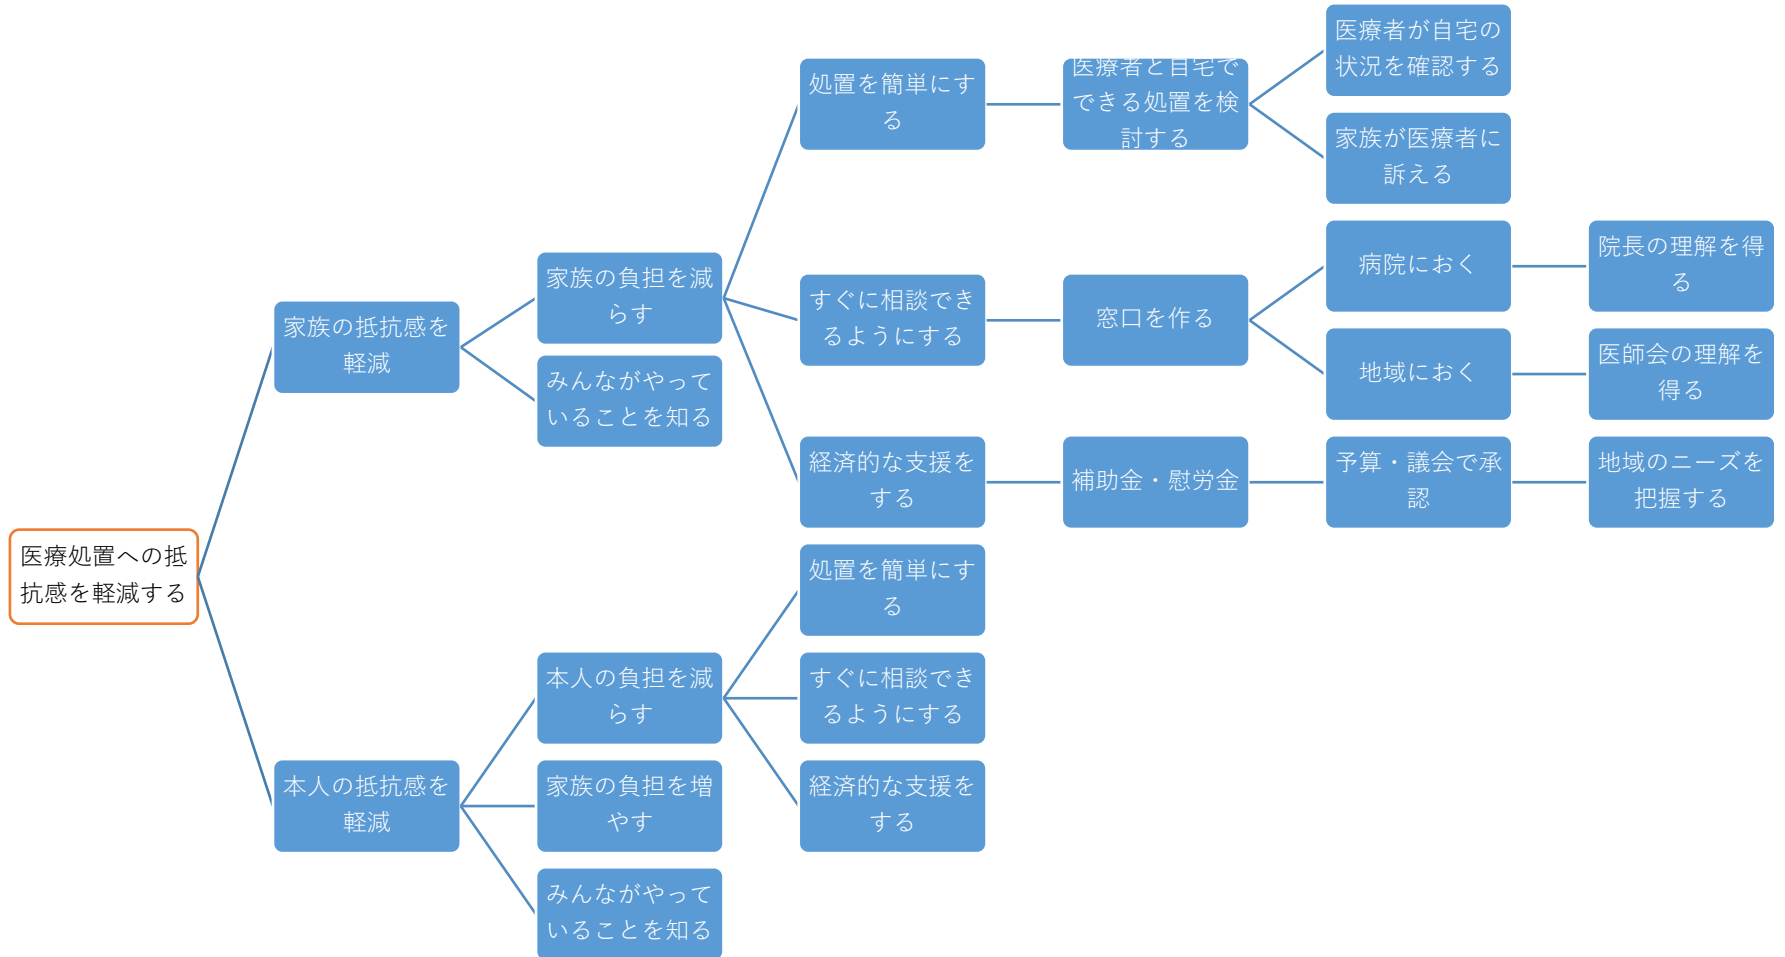 医療処置への抵
抗感を軽減する
家族の抵抗感を
軽減
家族の負担を減
らす
処置を簡単にす
る
医療者と自宅で
できる処置を検
討する
医療者が自宅の
状況を確認する
家族が医療者に
訴える
すぐに相談でき
るようにする
窓口を作る
病院におく
院長の理解を得
る
地域におく
医師会の理解を
得る
経済的な支援を
する
補助金・慰労金
予算・議会で承
認
地域のニーズを
把握する
みんながやって
いることを知る
本人の抵抗感を
軽減
本人の負担を減
らす
処置を簡単にす
る
すぐに相談でき
るようにする
経済的な支援を
する
家族の負担を増
やす
みんながやって
いることを知る